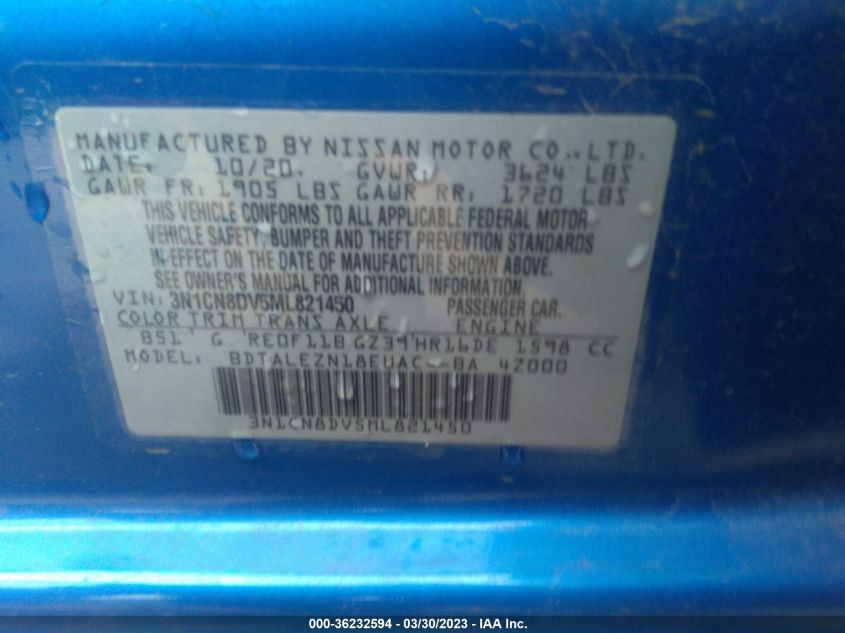 MANUFACTURED BY NISSAN MOTOR CO., LTD.
DATE: 10/20. GVWR: 3624 LBS
GAWR FR: 1905 LBS GAWR RR: 1720 LBS
THIS VEHICLE CONFORMS TO ALL APPLICABLE FEDERAL MOTOR
VEHICLE SAFETY, BUMPER AND THEFT PREVENTION STANDARDS
IN EFFECT ON THE DATE OF MANUFACTURE SHOWN ABOVE.
SEE OWNER'S MANUAL FOR ADDITIONAL INFORMATION.
VIN: 3N1CN8DV5ML821450 PASSENGER CAR.
COLOR TRIM TRANS AXLE ENGINE
B51 G RE0F11B GZ39 HR16DE 1598 CC
MODEL: BDTALEZN18EUAC--BA 4Z000
3N1CN8DV5ML821450
000-36232594 - 03/30/2023 - IAA Inc.